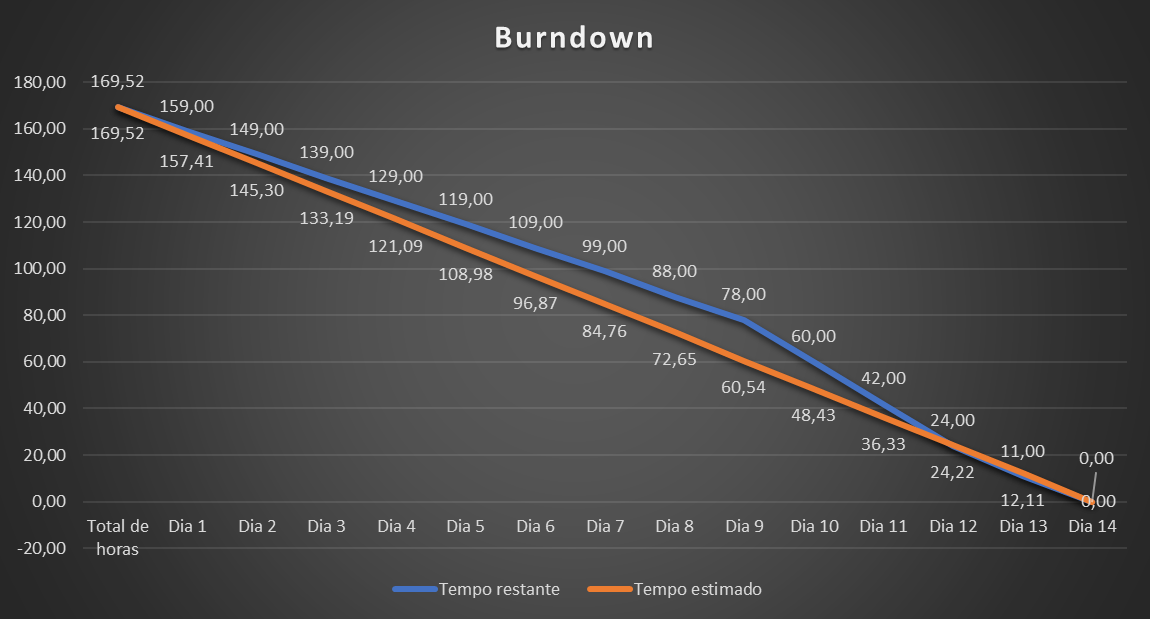 Burndown
180,00
160,00
140,00
120,00
100,00
80,00
60,00
40,00
20,00
0,00
-20,00
169,52
159,00
149,00
139,00
129,00
119,00
109,00
99,00
88,00
78,00
60,00
42,00
24,00
11,00
0,00
169,52
157,41
145,30
133,19
121,09
108,98
96,87
84,76
72,65
60,54
48,43
36,33
24,22
12,11
0,00
Total de
horas
Dia 1
Dia 2
Dia 3
Dia 4
Dia 5
Dia 6
Dia 7
Dia 8
Dia 9
Dia 10
Dia 11
Dia 12
Dia 13
Dia 14
Tempo restante
Tempo estimado